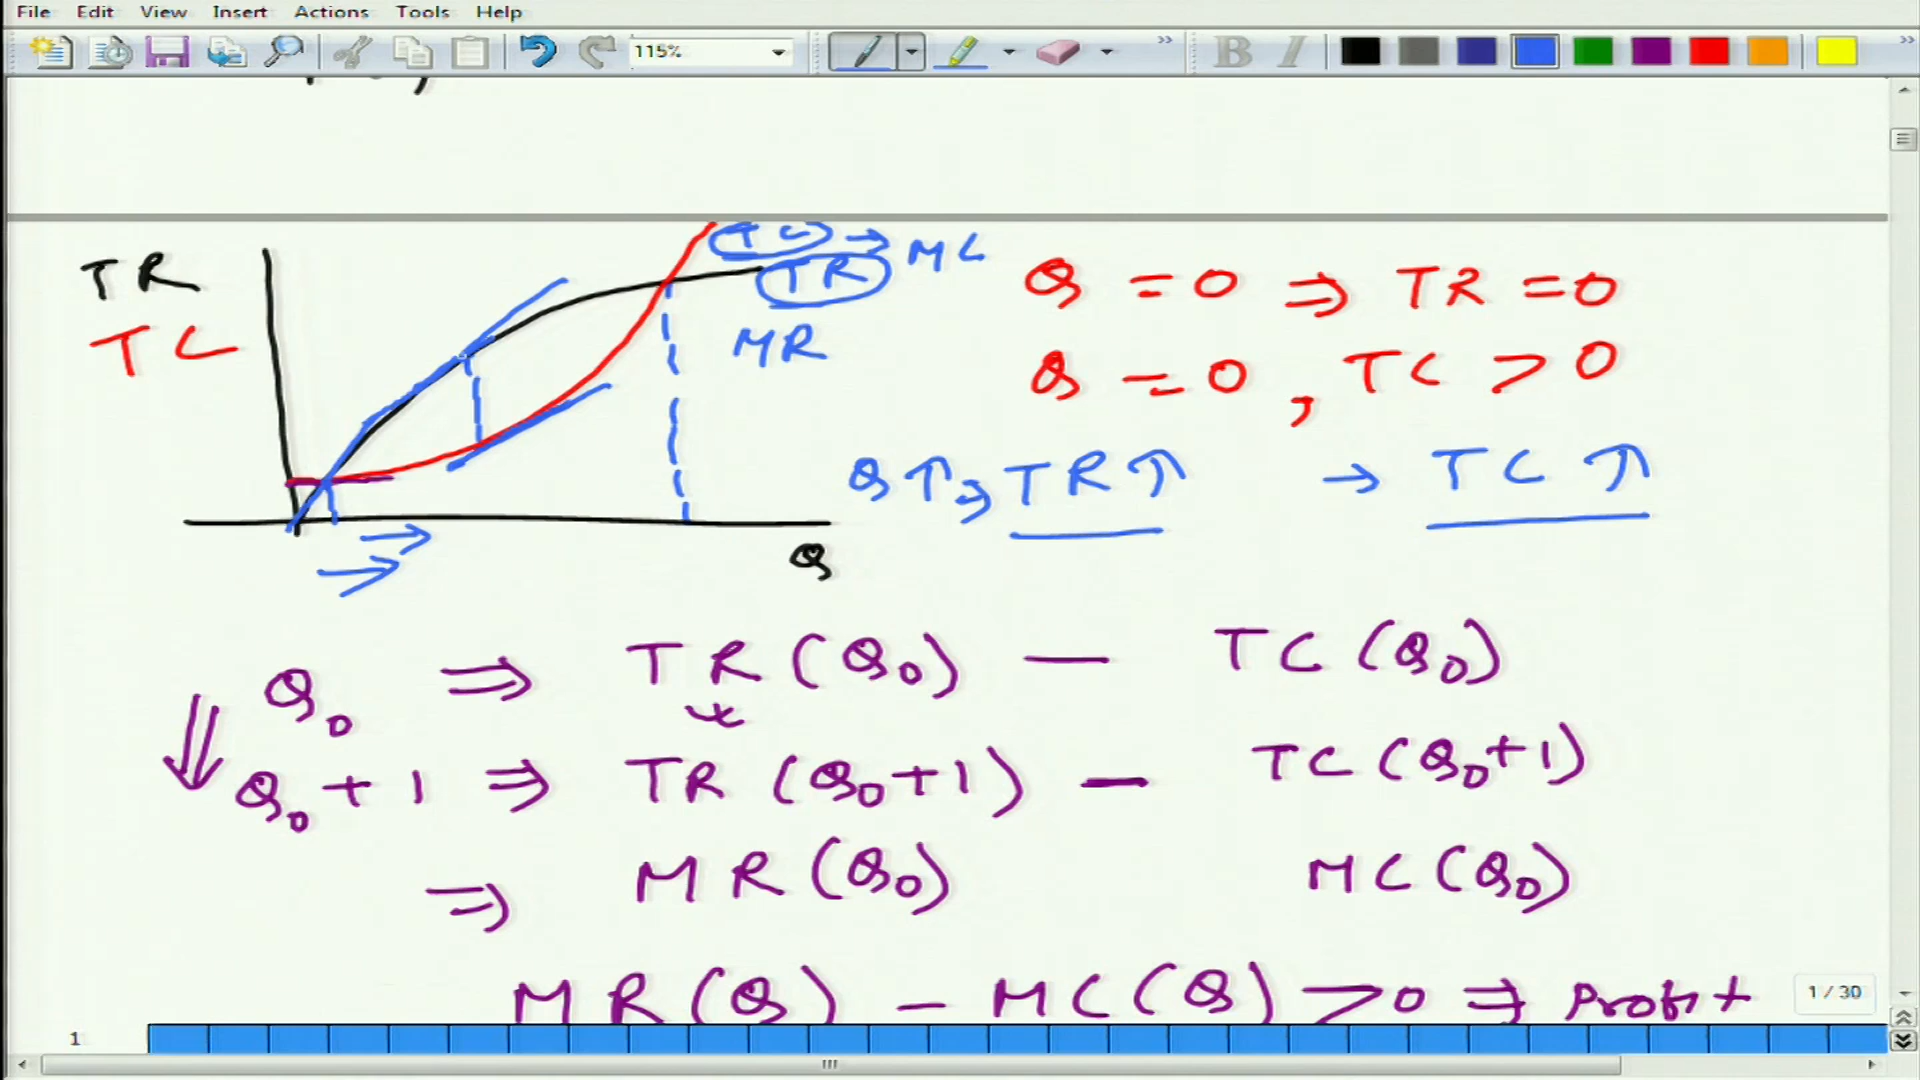 File Edit View Insert Actions Tools Help
115%
TR
TC
TC → MC
TR
MR
Q
Q = 0 ⇒ TR = 0
Q = 0 , TC > 0
Q ↑ ⇒ TR ↑ → TC ↑
Q₀ ⇒ TR (Q₀) — TC (Q₀)
Q₀ + 1 ⇒ TR (Q₀+1) — TC (Q₀+1)
⇒ MR (Q₀) MC (Q₀)
MR (Q) — MC (Q) > 0 ⇒ Profit
1 / 30
1